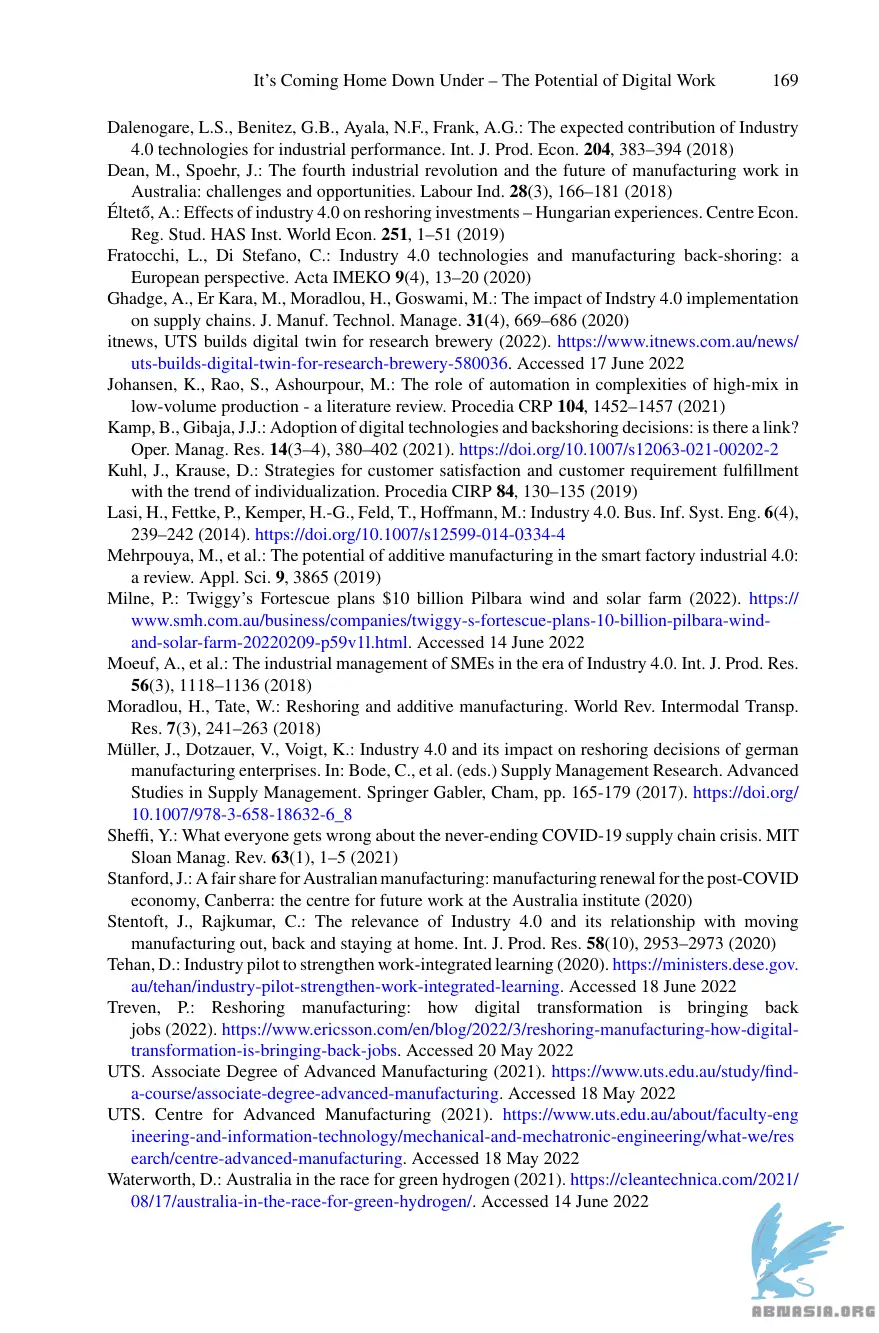 It’s Coming Home Down Under – The Potential of Digital Work 169
Dalenogare, L.S., Benitez, G.B., Ayala, N.F., Frank, A.G.: The expected contribution of Industry
4.0 technologies for industrial performance. Int. J. Prod. Econ. 204, 383–394 (2018)
Dean, M., Spoehr, J.: The fourth industrial revolution and the future of manufacturing work in
Australia: challenges and opportunities. Labour Ind. 28(3), 166–181 (2018)
Éltető, A.: Effects of industry 4.0 on reshoring investments – Hungarian experiences. Centre Econ.
Reg. Stud. HAS Inst. World Econ. 251, 1–51 (2019)
Fratocchi, L., Di Stefano, C.: Industry 4.0 technologies and manufacturing back-shoring: a
European perspective. Acta IMEKO 9(4), 13–20 (2020)
Ghadge, A., Er Kara, M., Moradlou, H., Goswami, M.: The impact of Indstry 4.0 implementation
on supply chains. J. Manuf. Technol. Manage. 31(4), 669–686 (2020)
itnews, UTS builds digital twin for research brewery (2022). https://www.itnews.com.au/news/
uts-builds-digital-twin-for-research-brewery-580036. Accessed 17 June 2022
Johansen, K., Rao, S., Ashourpour, M.: The role of automation in complexities of high-mix in
low-volume production - a literature review. Procedia CRP 104, 1452–1457 (2021)
Kamp, B., Gibaja, J.J.: Adoption of digital technologies and backshoring decisions: is there a link?
Oper. Manag. Res. 14(3–4), 380–402 (2021). https://doi.org/10.1007/s12063-021-00202-2
Kuhl, J., Krause, D.: Strategies for customer satisfaction and customer requirement fulfillment
with the trend of individualization. Procedia CIRP 84, 130–135 (2019)
Lasi, H., Fettke, P., Kemper, H.-G., Feld, T., Hoffmann, M.: Industry 4.0. Bus. Inf. Syst. Eng. 6(4),
239–242 (2014). https://doi.org/10.1007/s12599-014-0334-4
Mehrpouya, M., et al.: The potential of additive manufacturing in the smart factory industrial 4.0:
a review. Appl. Sci. 9, 3865 (2019)
Milne, P.: Twiggy’s Fortescue plans $10 billion Pilbara wind and solar farm (2022). https://
www.smh.com.au/business/companies/twiggy-s-fortescue-plans-10-billion-pilbara-wind-
and-solar-farm-20220209-p59v1l.html. Accessed 14 June 2022
Moeuf, A., et al.: The industrial management of SMEs in the era of Industry 4.0. Int. J. Prod. Res.
56(3), 1118–1136 (2018)
Moradlou, H., Tate, W.: Reshoring and additive manufacturing. World Rev. Intermodal Transp.
Res. 7(3), 241–263 (2018)
Müller, J., Dotzauer, V., Voigt, K.: Industry 4.0 and its impact on reshoring decisions of german
manufacturing enterprises. In: Bode, C., et al. (eds.) Supply Management Research. Advanced
Studies in Supply Management. Springer Gabler, Cham, pp. 165-179 (2017). https://doi.org/
10.1007/978-3-658-18632-6_8
Sheffi, Y.: What everyone gets wrong about the never-ending COVID-19 supply chain crisis. MIT
Sloan Manag. Rev. 63(1), 1–5 (2021)
Stanford, J.: A fair share for Australian manufacturing: manufacturing renewal for the post-COVID
economy, Canberra: the centre for future work at the Australia institute (2020)
Stentoft, J., Rajkumar, C.: The relevance of Industry 4.0 and its relationship with moving
manufacturing out, back and staying at home. Int. J. Prod. Res. 58(10), 2953–2973 (2020)
Tehan, D.: Industry pilot to strengthen work-integrated learning (2020). https://ministers.dese.gov.
au/tehan/industry-pilot-strengthen-work-integrated-learning. Accessed 18 June 2022
Treven, P.: Reshoring manufacturing: how digital transformation is bringing back
jobs (2022). https://www.ericsson.com/en/blog/2022/3/reshoring-manufacturing-how-digital-
transformation-is-bringing-back-jobs. Accessed 20 May 2022
UTS. Associate Degree of Advanced Manufacturing (2021). https://www.uts.edu.au/study/find-
a-course/associate-degree-advanced-manufacturing. Accessed 18 May 2022
UTS. Centre for Advanced Manufacturing (2021). https://www.uts.edu.au/about/faculty-eng
ineering-and-information-technology/mechanical-and-mechatronic-engineering/what-we/res
earch/centre-advanced-manufacturing. Accessed 18 May 2022
Waterworth, D.: Australia in the race for green hydrogen (2021). https://cleantechnica.com/2021/
08/17/australia-in-the-race-for-green-hydrogen/. Accessed 14 June 2022
ABNASIA.ORG